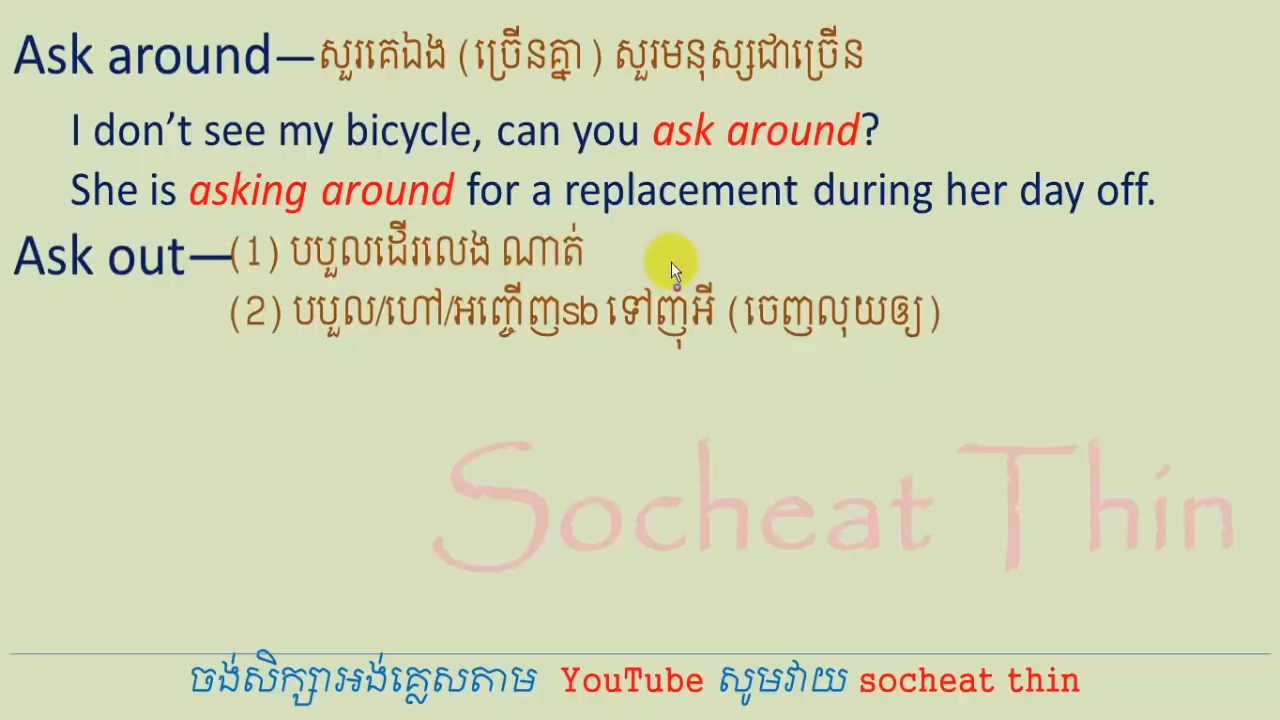 Ask around—សួរគេឯង (ច្រើនគ្នា) សួរមនុស្សជាច្រើន
I don’t see my bicycle, can you ask around?
She is asking around for a replacement during her day off.
Ask out—(1) បបួលដើរលេង ណាត់
(2) បបួល/ហៅ/អញ្ជើញsb ទៅញ៉ុំអី (ចេញលុយឲ្យ)
Socheat Thin
ចង់សិក្សាអង់គ្លេសតាម YouTube សូមវាយ socheat thin